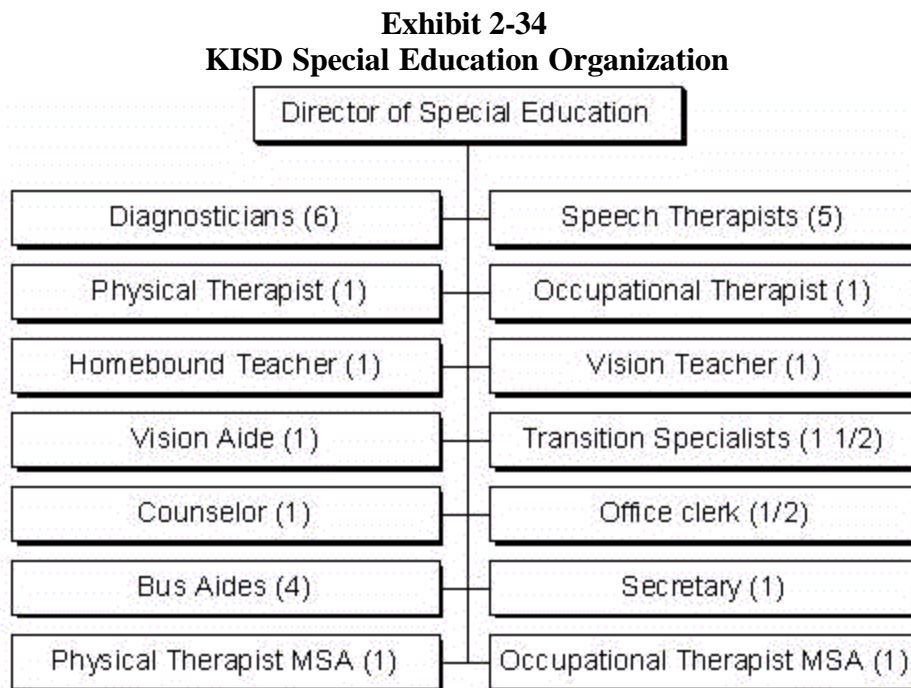 Exhibit 2-34
KISD Special Education Organization
Director of Special Education
Diagnosticians (6)
Speech Therapists (5)
Physical Therapist (1)
Occupational Therapist (1)
Homebound Teacher (1)
Vision Teacher (1)
Vision Aide (1)
Transition Specialists (1 1/2)
Counselor (1)
Office clerk (1/2)
Bus Aides (4)
Secretary (1)
Physical Therapist MSA (1)
Occupational Therapist MSA (1)